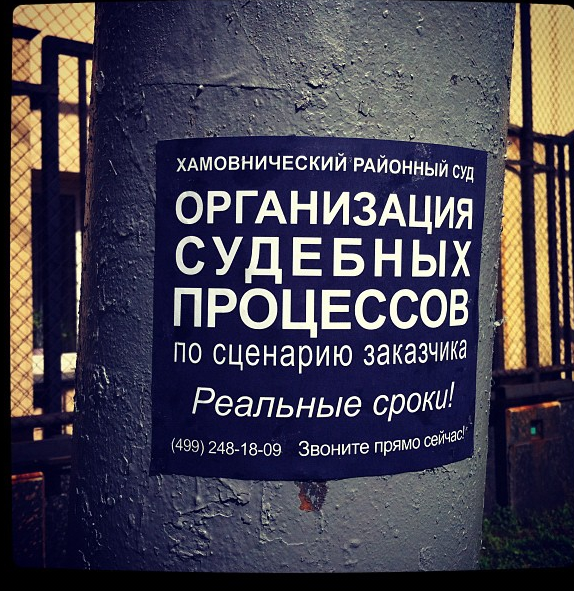 ХАМОВНИЧЕСКИЙ РАЙОННЫЙ СУД
ОРГАНИЗАЦИЯ
СУДЕБНЫХ
ПРОЦЕССОВ
по сценарию заказчика
Реальные сроки!
(499) 248-18-09 Звоните прямо сейчас!